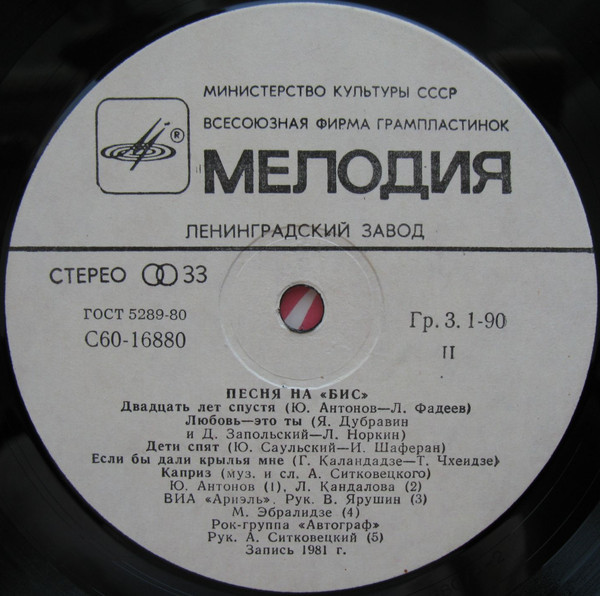 МИНИСТЕРСТВО КУЛЬТУРЫ СССР
ВСЕСОЮЗНАЯ ФИРМА ГРАМПЛАСТИНОК
®
МЕЛОДИЯ
ЛЕНИНГРАДСКИЙ ЗАВОД
СТЕРЕО 33
ГОСТ 5289-80
С60-16880
Гр. 3. 1-90
II
ПЕСНЯ НА «БИС»
Двадцать лет спустя (Ю. Антонов—Л. Фадеев)
Любовь—это ты (Я. Дубравин
и Д. Запольский—Л. Норкин)
Дети спят (Ю. Саульский—И. Шаферан)
Если бы дали крылья мне (Г. Каландадзе—Т. Чхеидзе)
Каприз (муз. и сл. А. Ситковецкого)
Ю. Антонов (1), Л. Кандалова (2)
ВИА «Ариэль». Рук. В. Ярушин (3)
М. Эбралидзе (4)
Рок-группа «Автограф»
Рук. А. Ситковецкий (5)
Запись 1981 г.